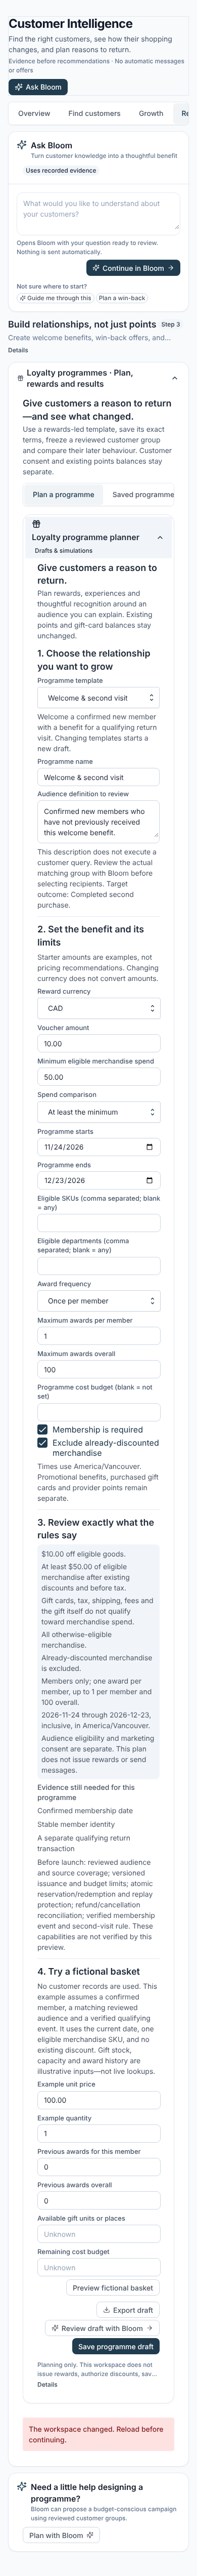 Customer Intelligence
Find the right customers, see how their shopping
changes, and plan reasons to return.
Evidence before recommendations · No automatic messages
or offers
Ask Bloom
Overview Find customers Growth Re
Ask Bloom
Turn customer knowledge into a thoughtful benefit
Uses recorded evidence
What would you like to understand about
your customers?
Opens Bloom with your question ready to review.
Nothing is sent automatically.
Continue in Bloom
Not sure where to start?
Guide me through this Plan a win-back
Build relationships, not just points Step 3
Create welcome benefits, win-back offers, and...
Details
Loyalty programmes · Plan,
rewards and results
Give customers a reason to return
—and see what changed.
Use a rewards-led template, save its exact
terms, freeze a reviewed customer group
and compare their later behaviour. Customer
consent and existing points balances stay
separate.
Plan a programme Saved programme
Loyalty programme planner
Drafts & simulations
Give customers a reason to
return.
Plan rewards, experiences and
thoughtful recognition around an
audience you can explain. Existing
points and gift-card balances stay
unchanged.
1. Choose the relationship
you want to grow
Programme template
Welcome & second visit
Welcome a confirmed new member
with a benefit for a qualifying return
visit. Changing templates starts a
new draft.
Programme name
Welcome & second visit
Audience definition to review
Confirmed new members who
have not previously received
this welcome benefit.
This description does not execute a
customer query. Review the actual
matching group with Bloom before
selecting recipients. Target
outcome: Completed second
purchase.
2. Set the benefit and its
limits
Starter amounts are examples, not
pricing recommendations. Changing
currency does not convert amounts.
Reward currency
CAD
Voucher amount
10.00
Minimum eligible merchandise spend
50.00
Spend comparison
At least the minimum
Programme starts
11/24/2026
Programme ends
12/23/2026
Eligible SKUs (comma separated; blank
= any)
Eligible departments (comma
separated; blank = any)
Award frequency
Once per member
Maximum awards per member
1
Maximum awards overall
100
Programme cost budget (blank = not
set)
Membership is required
Exclude already-discounted
merchandise
Times use America/Vancouver.
Promotional benefits, purchased gift
cards and provider points remain
separate.
3. Review exactly what the
rules say
$10.00 off eligible goods.
At least $50.00 of eligible
merchandise after existing
discounts and before tax.
Gift cards, tax, shipping, fees and
the gift itself do not qualify
toward merchandise spend.
All otherwise-eligible
merchandise.
Already-discounted merchandise
is excluded.
Members only; one award per
member, up to 1 per member and
100 overall.
2026-11-24 through 2026-12-23,
inclusive, in America/Vancouver.
Audience eligibility and marketing
consent are separate. This plan
does not issue rewards or send
messages.
Evidence still needed for this
programme
Confirmed membership date
Stable member identity
A separate qualifying return
transaction
Before launch: reviewed audience
and source coverage; versioned
issuance and budget limits; atomic
reservation/redemption and replay
protection; refund/cancellation
reconciliation; verified membership
event and second-visit rule. These
capabilities are not verified by this
preview.
4. Try a fictional basket
No customer records are used. This
example assumes a confirmed
member, a matching reviewed
audience and a verified qualifying
event. It uses the current date, one
eligible merchandise SKU, and no
existing discount. Gift stock,
capacity and award history are
illustrative inputs—not live lookups.
Example unit price
100.00
Example quantity
1
Previous awards for this member
0
Previous awards overall
0
Available gift units or places
Unknown
Remaining cost budget
Unknown
Preview fictional basket
Export draft
Review draft with Bloom
Save programme draft
Planning only. This workspace does not
issue rewards, authorize discounts, sav...
Details
The workspace changed. Reload before
continuing.
Need a little help designing a
programme?
Bloom can propose a budget-conscious campaign
using reviewed customer groups.
Plan with Bloom